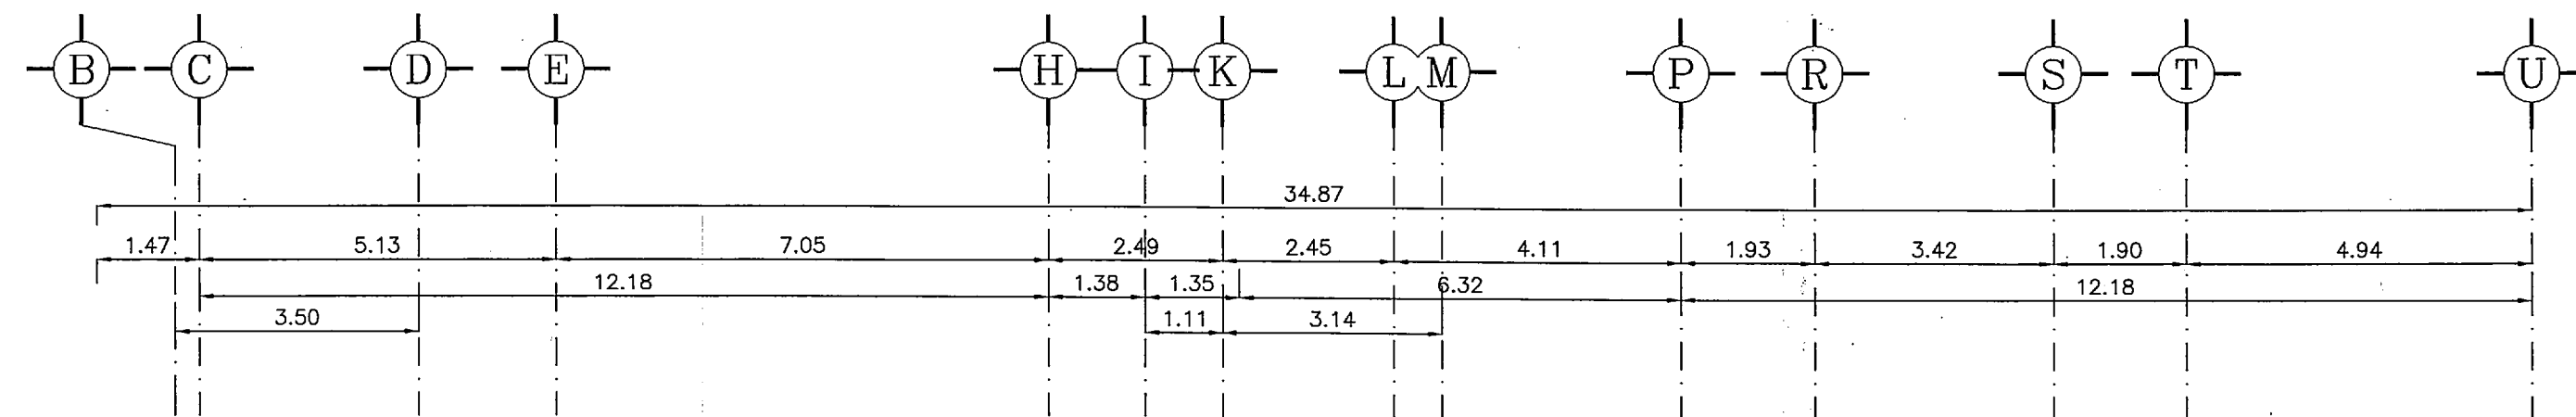 B C D E H I K L M P R S T U
34.87
1.47 5.13 7.05 2.49 2.45 4.11 1.93 3.42 1.90 4.94
12.18 1.38 1.35 6.32 12.18
3.50 1.11 3.14